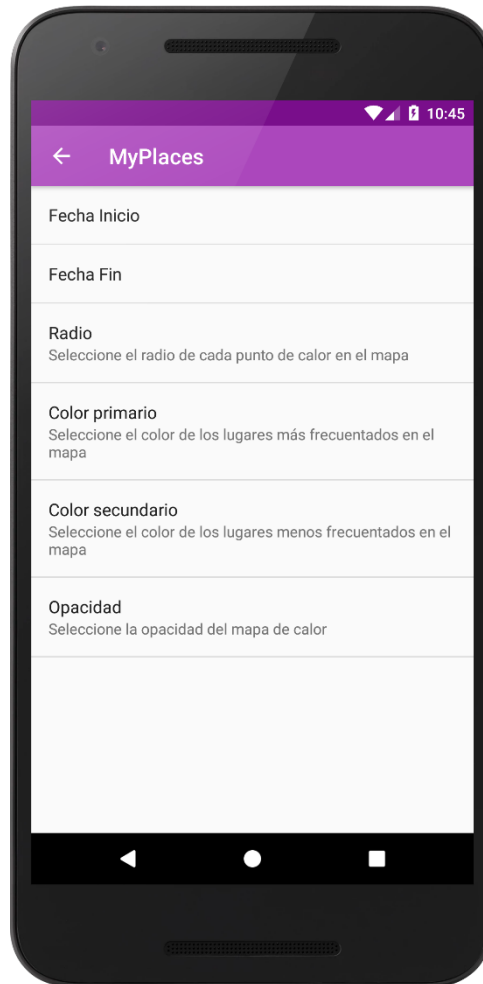 10:45
MyPlaces
Fecha Inicio
Fecha Fin
Radio
Seleccione el radio de cada punto de calor en el mapa
Color primario
Seleccione el color de los lugares más frecuentados en el
mapa
Color secundario
Seleccione el color de los lugares menos frecuentados en el
mapa
Opacidad
Seleccione la opacidad del mapa de calor